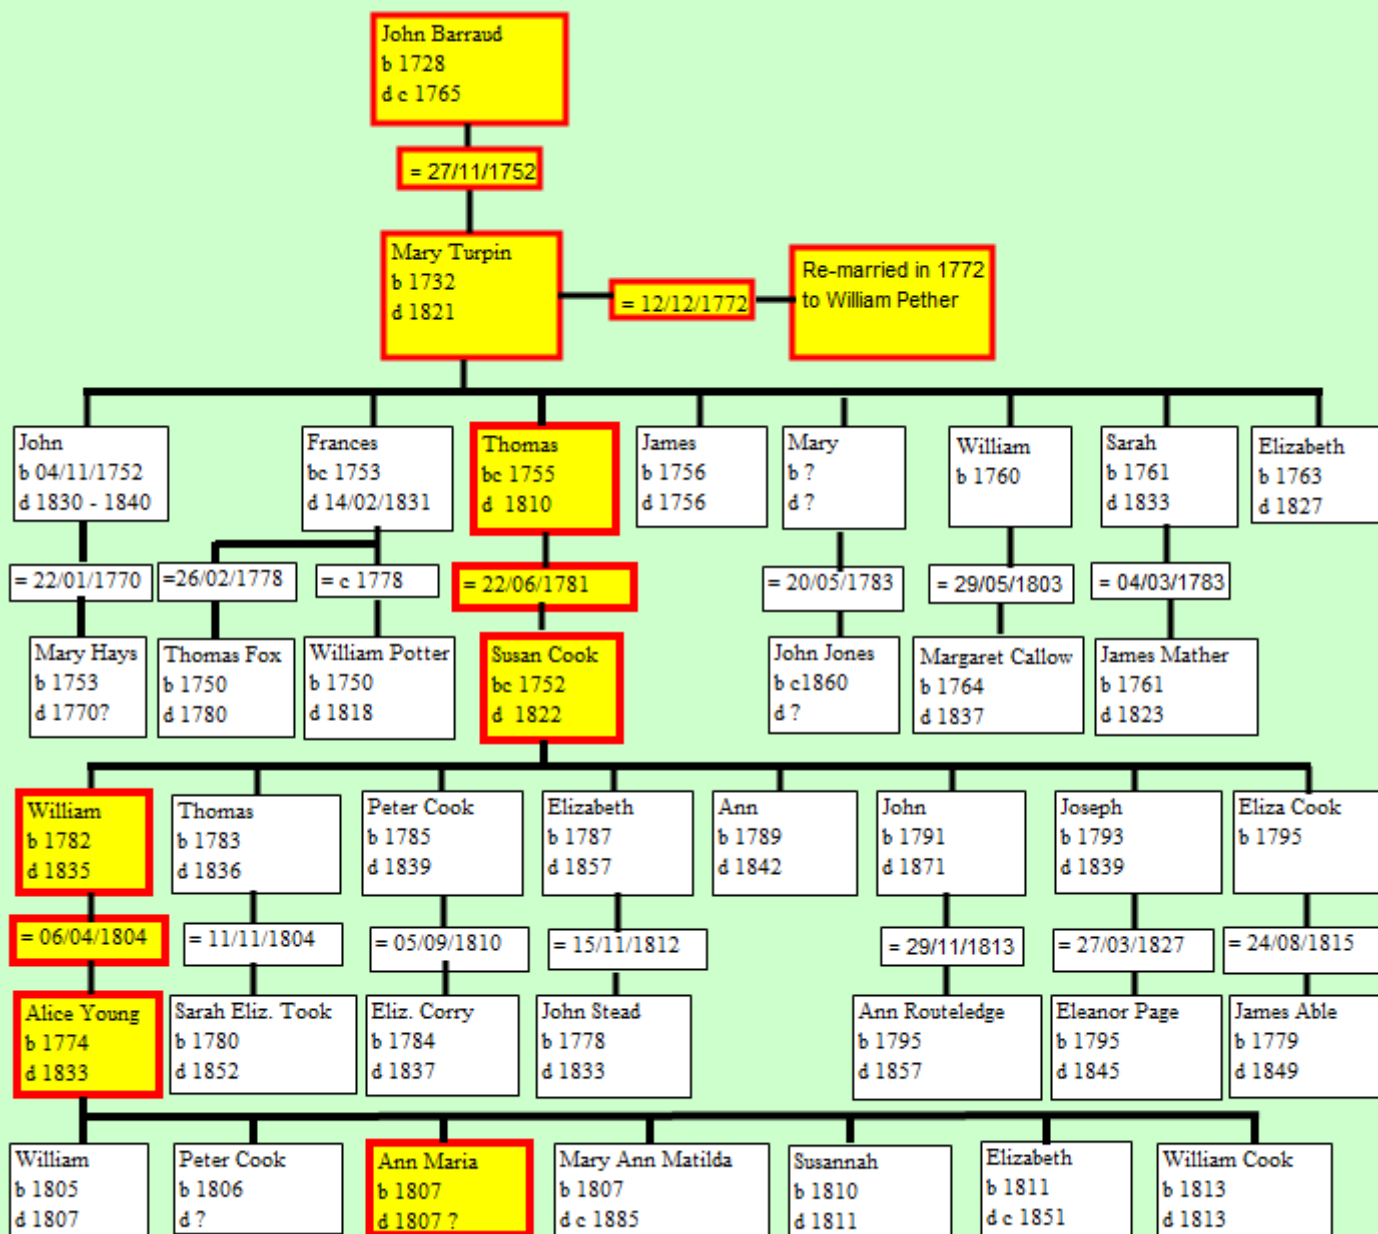 John Barraud
b 1728
d c 1765
= 27/11/1752
Mary Turpin
b 1732
d 1821
= 12/12/1772
Re-married in 1772
to William Pether
John
b 04/11/1752
d 1830 - 1840
Frances
bc 1753
d 14/02/1831
Thomas
bc 1755
d 1810
James
b 1756
d 1756
Mary
b ?
d ?
William
b 1760
Sarah
b 1761
d 1833
Elizabeth
b 1763
d 1827
= 22/01/1770
=26/02/1778
= c 1778
= 22/06/1781
= 20/05/1783
= 29/05/1803
= 04/03/1783
Mary Hays
b 1753
d 1770?
Thomas Fox
b 1750
d 1780
William Potter
b 1750
d 1818
Susan Cook
bc 1752
d 1822
John Jones
b c1860
d ?
Margaret Callow
b 1764
d 1837
James Mather
b 1761
d 1823
William
b 1782
d 1835
Thomas
b 1783
d 1836
Peter Cook
b 1785
d 1839
Elizabeth
b 1787
d 1857
Ann
b 1789
d 1842
John
b 1791
d 1871
Joseph
b 1793
d 1839
Eliza Cook
b 1795
= 06/04/1804
= 11/11/1804
= 05/09/1810
= 15/11/1812
= 29/11/1813
= 27/03/1827
= 24/08/1815
Alice Young
b 1774
d 1833
Sarah Eliz. Took
b 1780
d 1852
Eliz. Corry
b 1784
d 1837
John Stead
b 1778
d 1833
Ann Routeledge
b 1795
d 1857
Eleanor Page
b 1795
d 1845
James Able
b 1779
d 1849
William
b 1805
d 1807
Peter Cook
b 1806
d ?
Ann Maria
b 1807
d 1807 ?
Mary Ann Matilda
b 1807
d c 1885
Susannah
b 1810
d 1811
Elizabeth
b 1811
d c 1851
William Cook
b 1813
d 1813